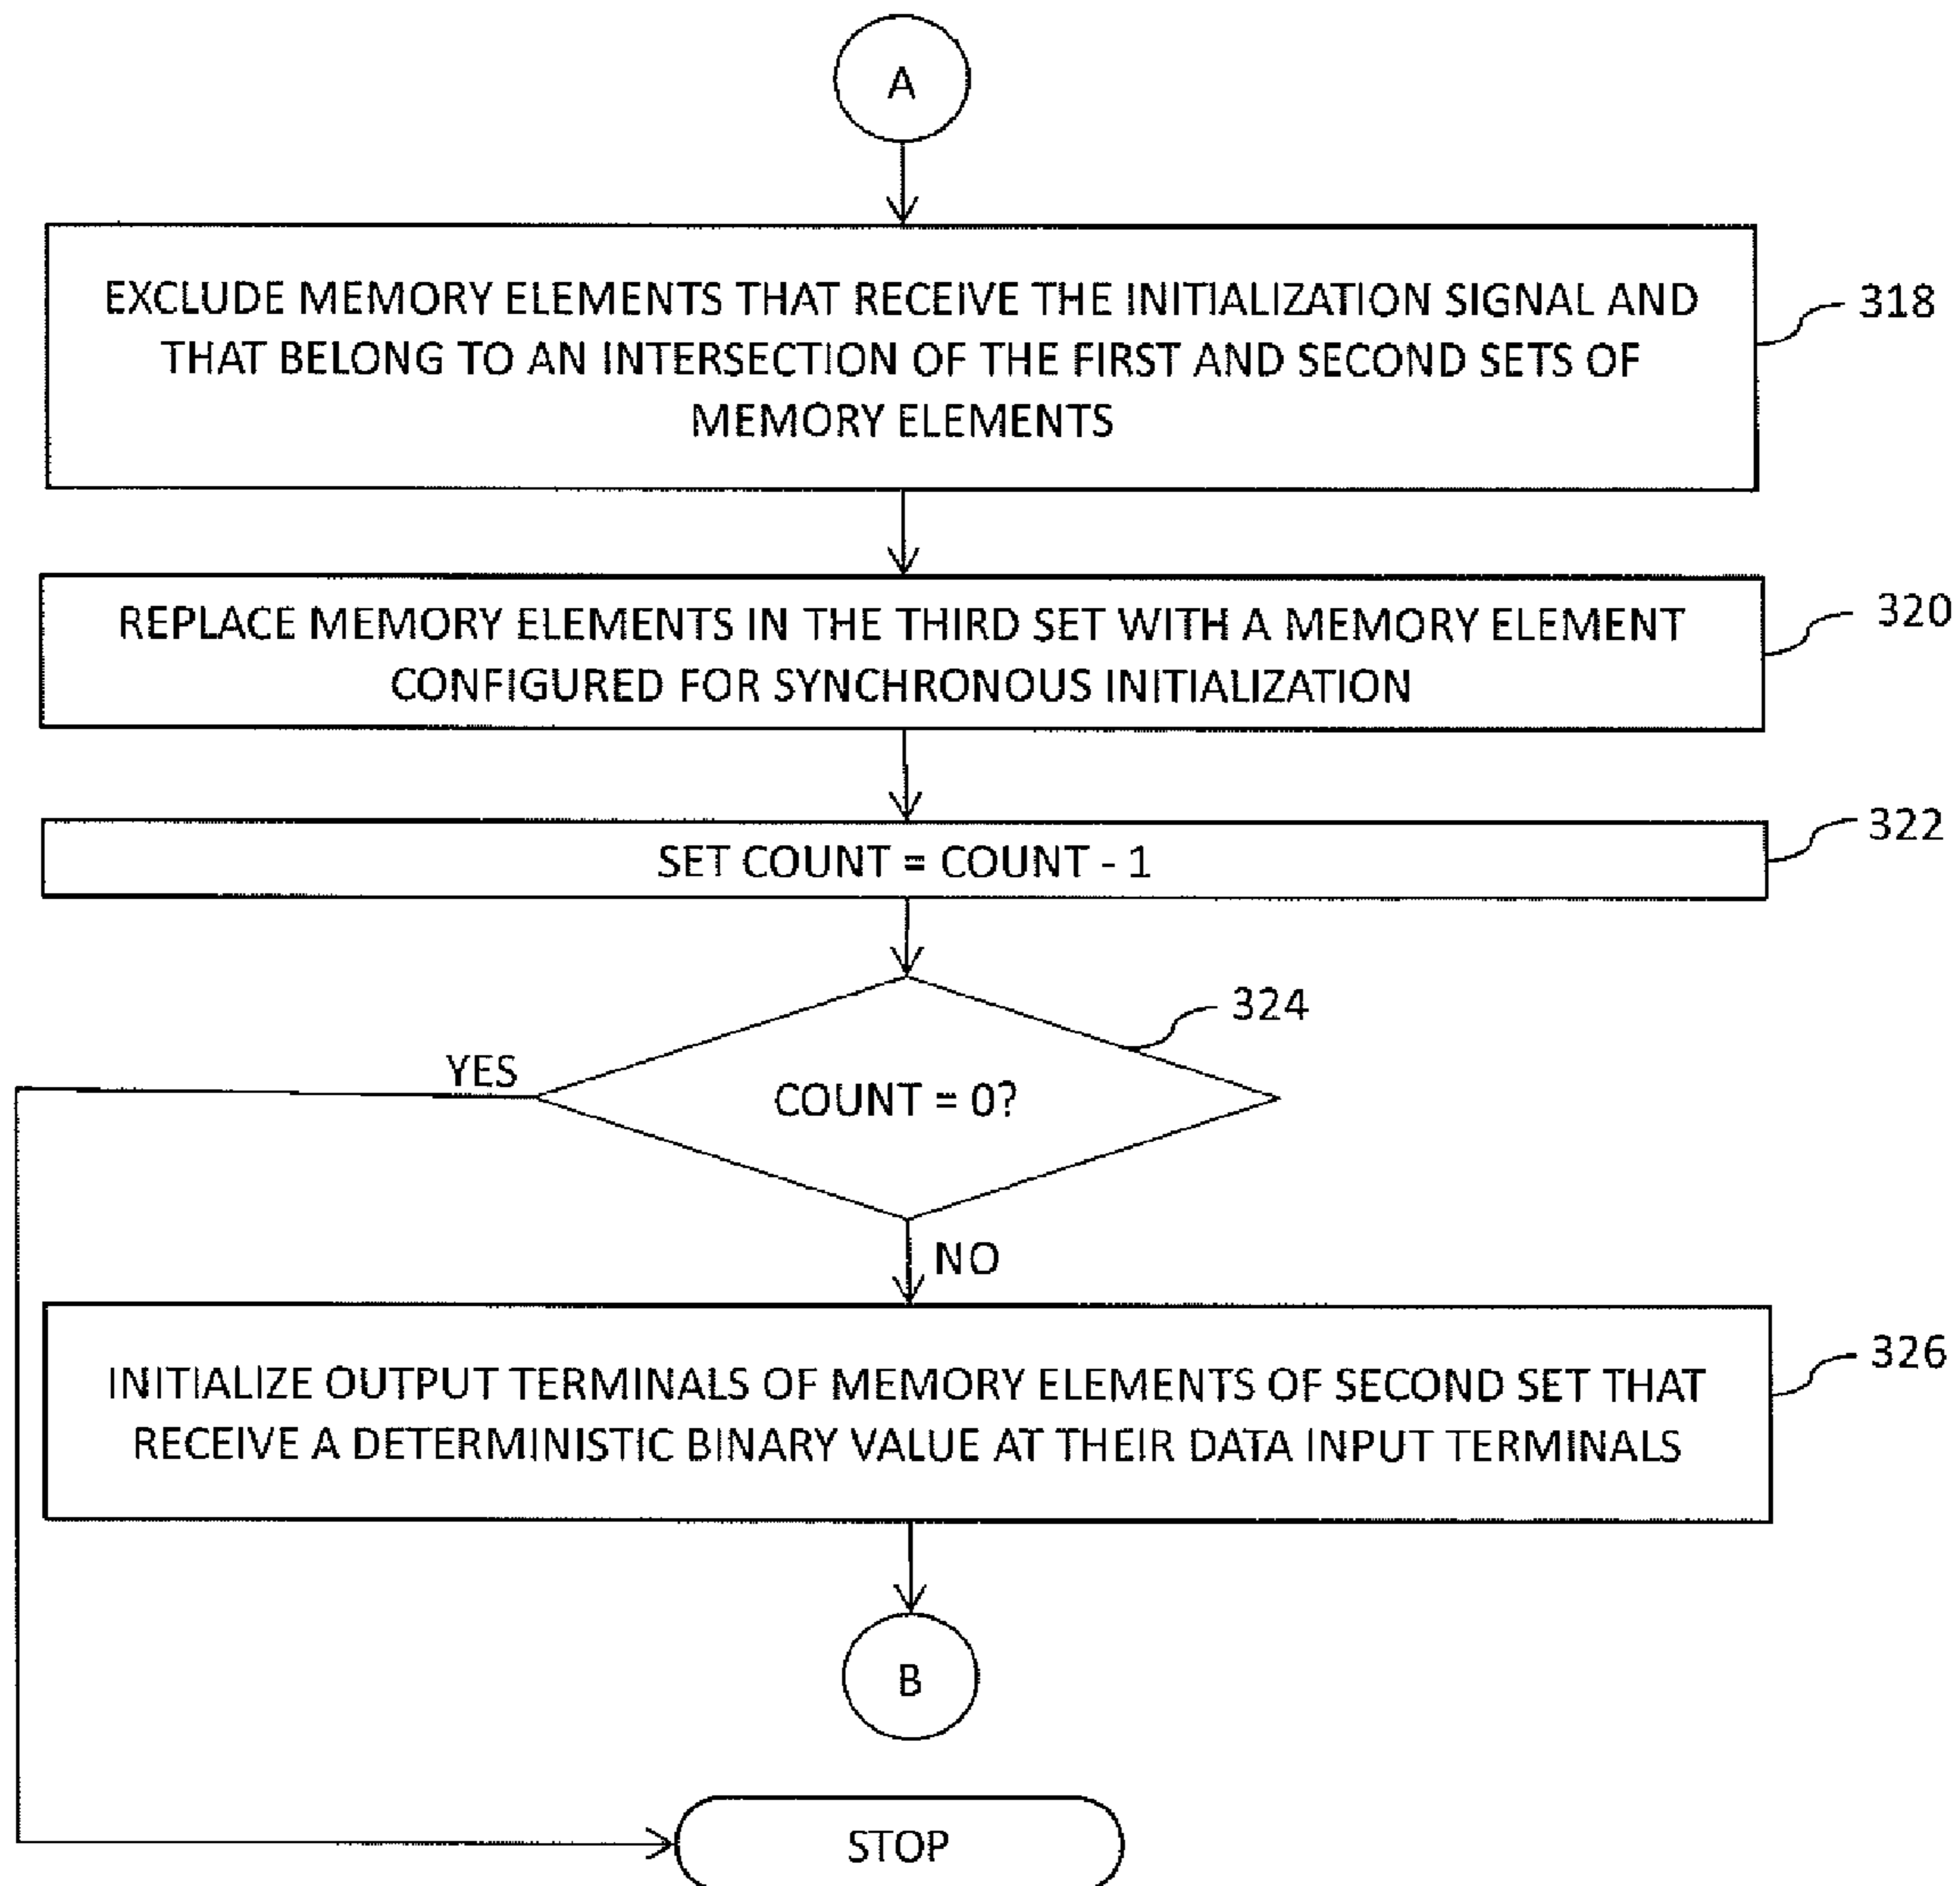 A
EXCLUDE MEMORY ELEMENTS THAT RECEIVE THE INITIALIZATION SIGNAL AND
THAT BELONG TO AN INTERSECTION OF THE FIRST AND SECOND SETS OF
MEMORY ELEMENTS
318
REPLACE MEMORY ELEMENTS IN THE THIRD SET WITH A MEMORY ELEMENT
CONFIGURED FOR SYNCHRONOUS INITIALIZATION
320
SET COUNT = COUNT - 1
322
324
YES
COUNT = 0?
NO
INITIALIZE OUTPUT TERMINALS OF MEMORY ELEMENTS OF SECOND SET THAT
RECEIVE A DETERMINISTIC BINARY VALUE AT THEIR DATA INPUT TERMINALS
326
B
STOP